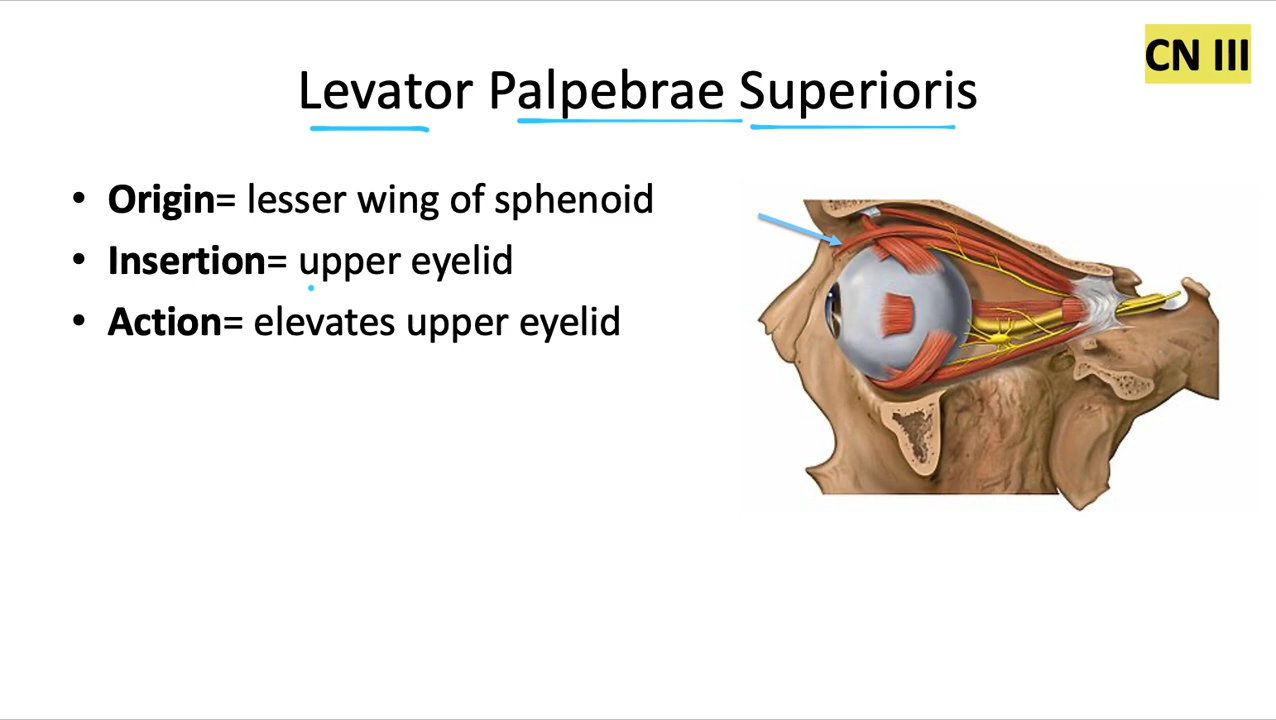 CN III
Levator Palpebrae Superioris
• Origin= lesser wing of sphenoid
• Insertion= upper eyelid
• Action= elevates upper eyelid